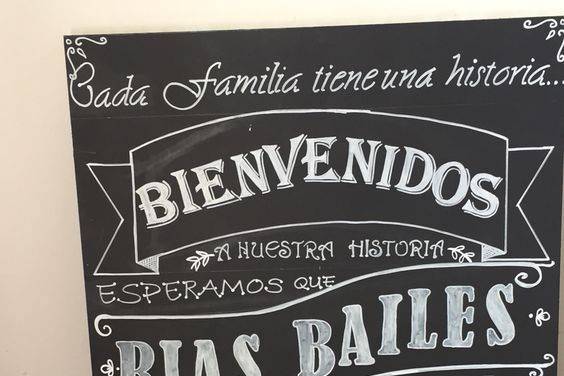 Cada Familia tiene una historia...
BIENVENIDOS
A NUESTRA HISTORIA
ESPERAMOS QUE
RIAS BAILES